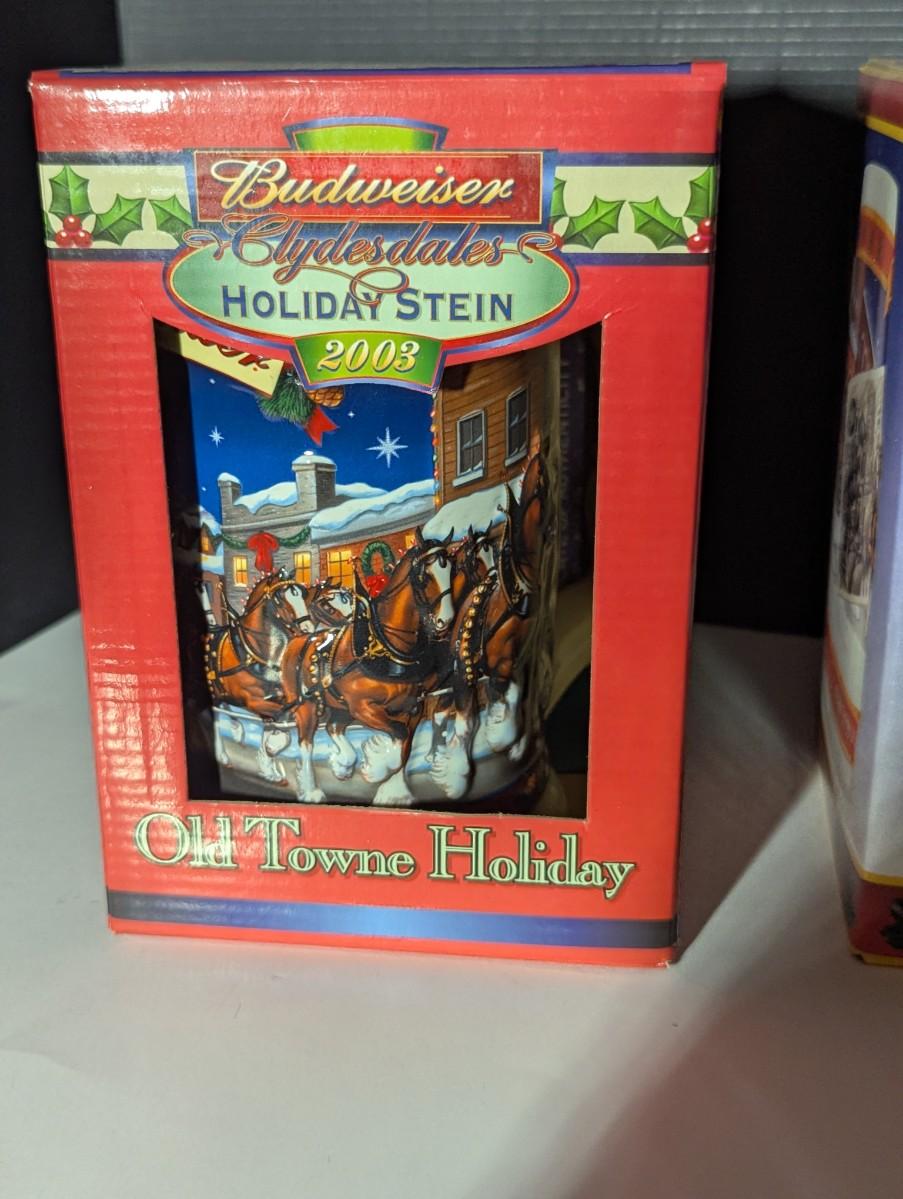 Budweiser
Clydesdales
HOLIDAY STEIN
2003
Old Towne Holiday